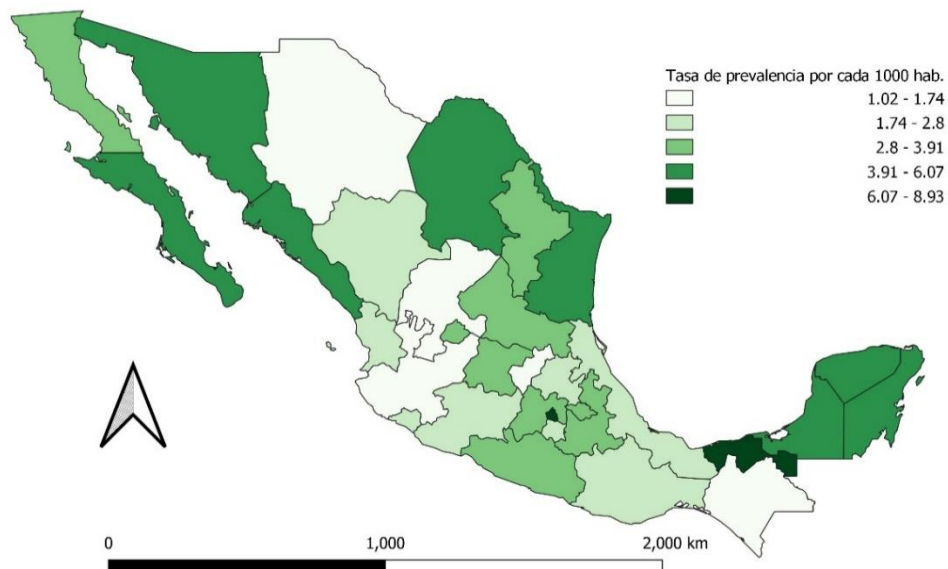 Tasa de prevalencia por cada 1000 hab.
1.02 - 1.74
1.74 - 2.8
2.8 - 3.91
3.91 - 6.07
6.07 - 8.93
0 1,000 2,000 km